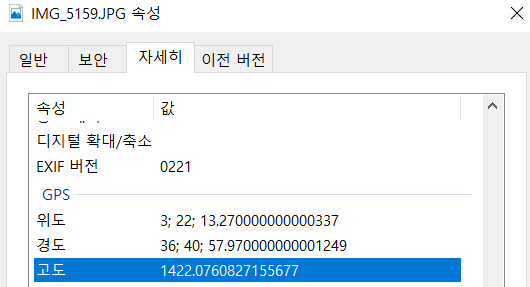 IMG_5159.JPG 속성
일반 보안 자세히 이전 버전
속성 값
디지털 확대/축소
EXIF 버전 0221
GPS
위도 3; 22; 13.270000000000337
경도 36; 40; 57.970000000001249
고도 1422.0760827155677